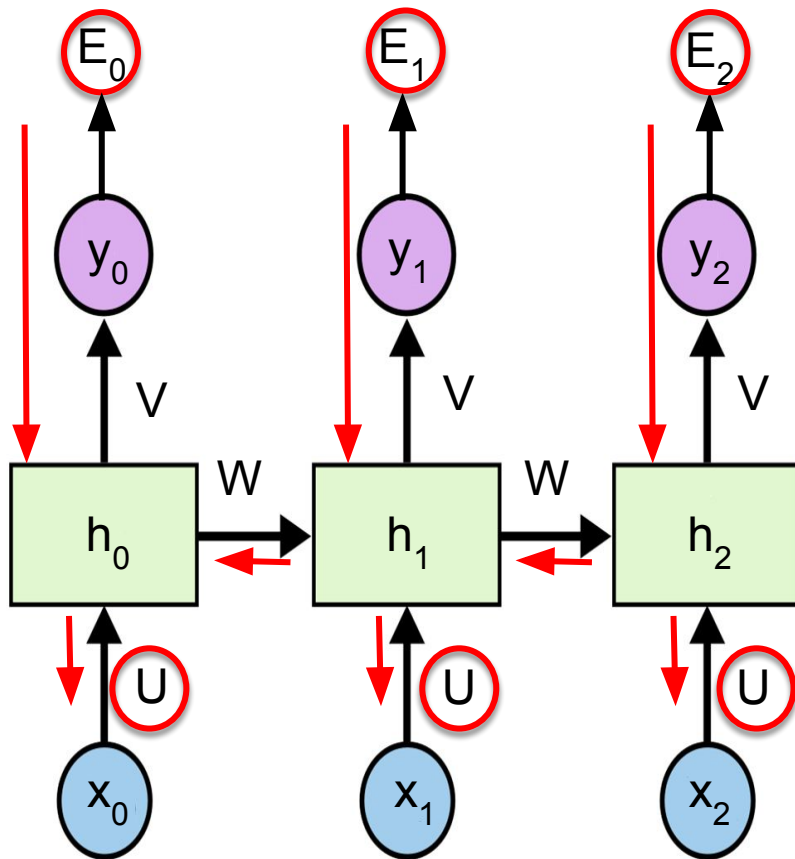 E₀ E₁ E₂
y₀ y₁ y₂
V V V
W W
h₀ h₁ h₂
U U U
x₀ x₁ x₂